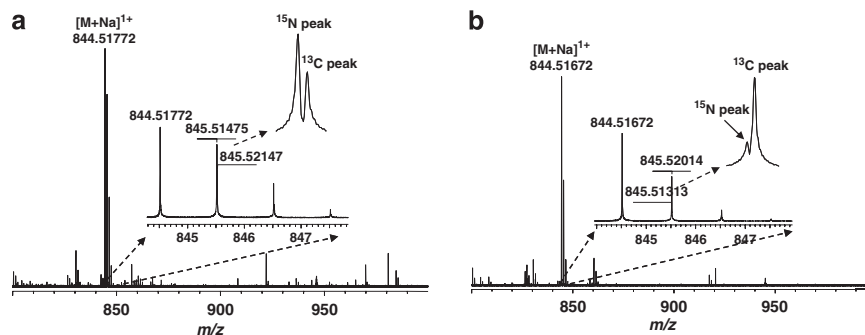 a
[M+Na]¹⁺
844.51772
¹⁵N peak
¹³C peak
844.51772
845.51475
845.52147
845 846 847
850 900 950
m/z
b
[M+Na]¹⁺
844.51672
¹³C peak
¹⁵N peak
844.51672
845.52014
845.51313
845 846 847
850 900 950
m/z